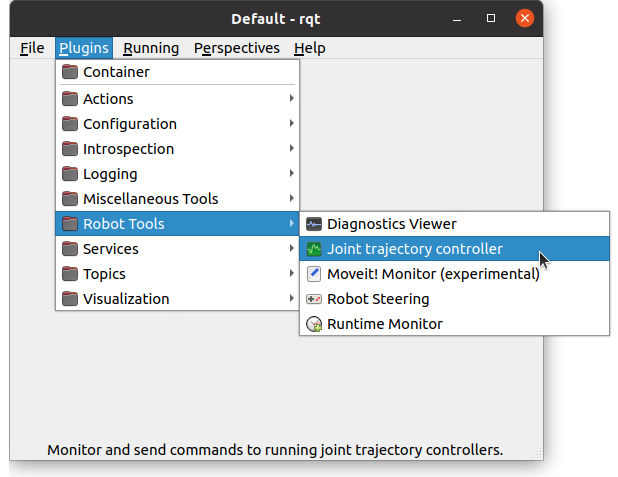 Default - rqt
File Plugins Running Perspectives Help
Container
Actions
Configuration
Introspection
Logging
Miscellaneous Tools
Robot Tools
Services
Topics
Visualization
Diagnostics Viewer
Joint trajectory controller
Moveit! Monitor (experimental)
Robot Steering
Runtime Monitor
Monitor and send commands to running joint trajectory controllers.